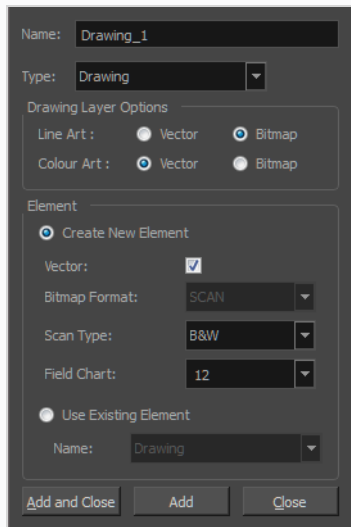 Name: Drawing_1
Type: Drawing
Drawing Layer Options
Line Art : Vector Bitmap
Colour Art : Vector Bitmap
Element
Create New Element
Vector:
Bitmap Format: SCAN
Scan Type: B&W
Field Chart: 12
Use Existing Element
Name: Drawing
Add and Close Add Close